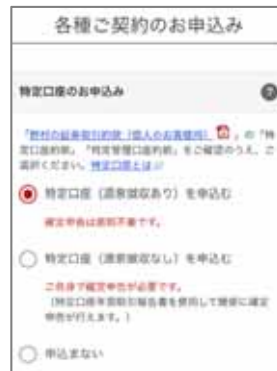 各種ご契約のお申込み
特定口座のお申込み
「野村の証券取引約款（個人のお客様用）」の「特
定口座約款」「特定管理口座約款」をご確認のうえ、ご
選択ください。特定口座とは
特定口座（源泉徴収あり）を申込む
確定申告は原則不要です。
特定口座（源泉徴収なし）を申込む
ご自身で確定申告が必要です。
（特定口座年間取引報告書を使用して簡便に確定
申告が行えます。）
申込まない